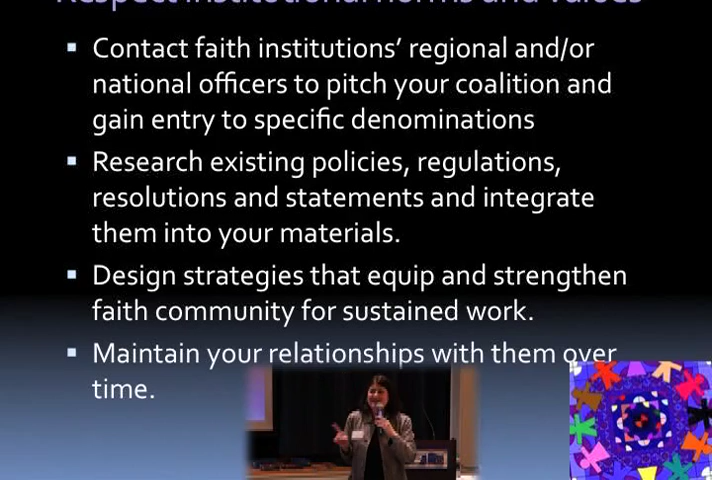 Respect institutional norms and values
▪ Contact faith institutions' regional and/or
national officers to pitch your coalition and
gain entry to specific denominations
▪ Research existing policies, regulations,
resolutions and statements and integrate
them into your materials.
▪ Design strategies that equip and strengthen
faith community for sustained work.
▪ Maintain your relationships with them over
time.